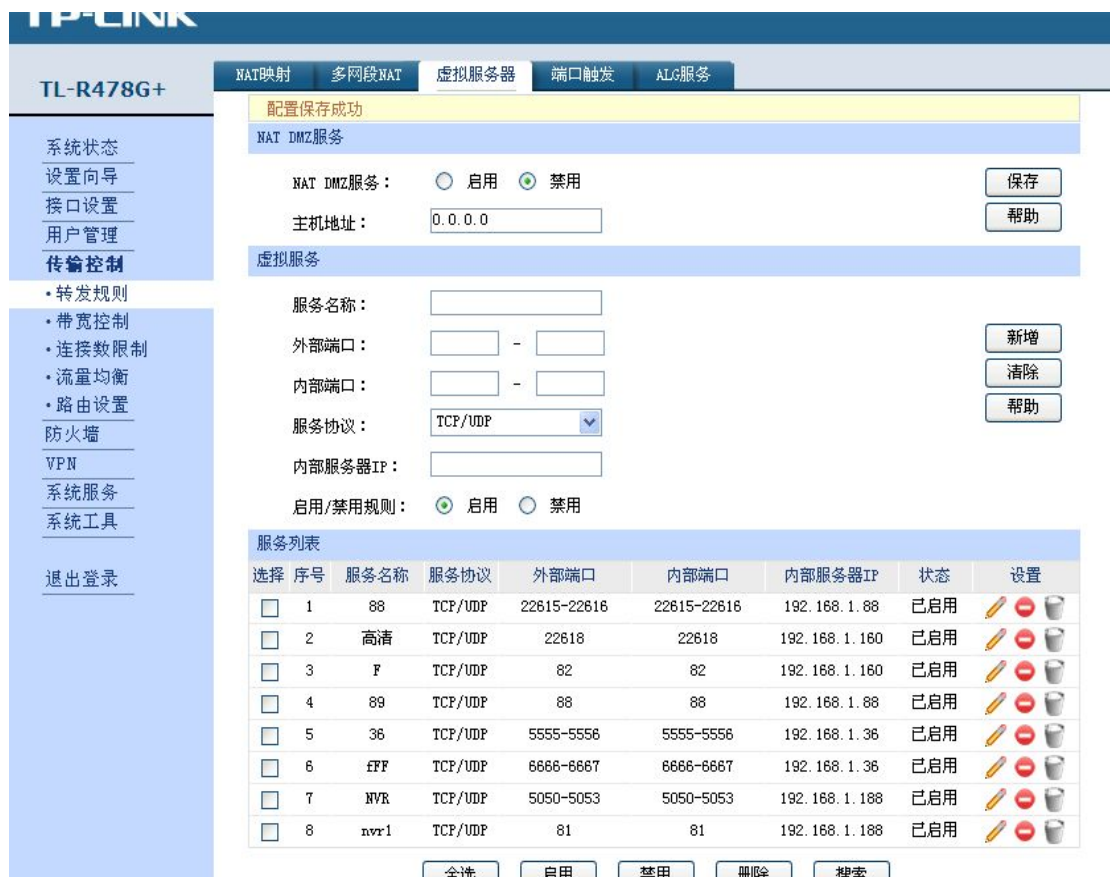 TP-LINK
TL-R478G+
NAT映射 多网段NAT 虚拟服务器 端口触发 ALG服务
配置保存成功
NAT DMZ服务
NAT DMZ服务： 启用 禁用 保存
主机地址： 0.0.0.0 帮助
虚拟服务
服务名称：
外部端口： - 新增
内部端口： - 清除
服务协议： TCP/UDP 帮助
内部服务器IP：
启用/禁用规则： 启用 禁用
服务列表
选择 序号 服务名称 服务协议 外部端口 内部端口 内部服务器IP 状态 设置
1 88 TCP/UDP 22615-22616 22615-22616 192.168.1.88 已启用
2 高清 TCP/UDP 22618 22618 192.168.1.160 已启用
3 F TCP/UDP 82 82 192.168.1.160 已启用
4 89 TCP/UDP 88 88 192.168.1.88 已启用
5 36 TCP/UDP 5555-5556 5555-5556 192.168.1.36 已启用
6 fFF TCP/UDP 6666-6667 6666-6667 192.168.1.36 已启用
7 NVR TCP/UDP 5050-5053 5050-5053 192.168.1.188 已启用
8 nvr1 TCP/UDP 81 81 192.168.1.188 已启用
全选 启用 禁用 删除 搜索
系统状态
设置向导
接口设置
用户管理
传输控制
·转发规则
·带宽控制
·连接数限制
·流量均衡
·路由设置
防火墙
VPN
系统服务
系统工具
退出登录